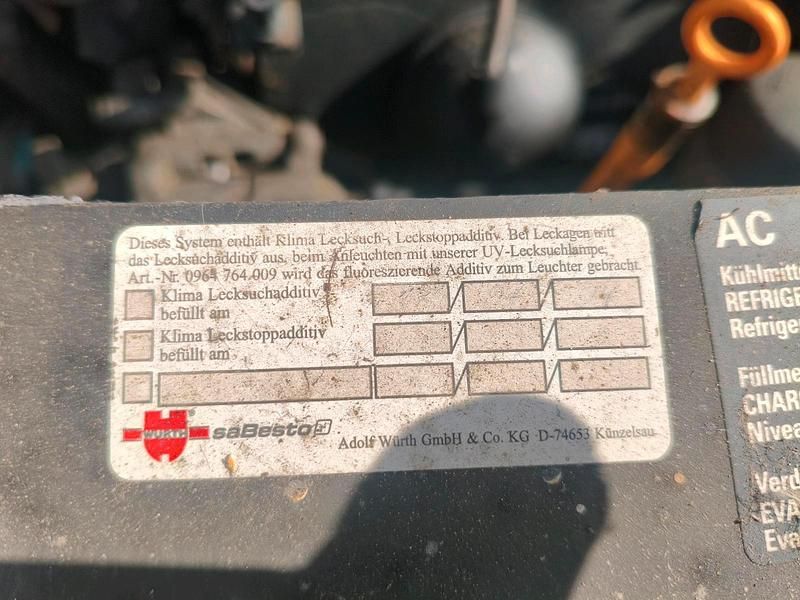 Dieses System enthält Klima Lecksuch-, Leckstoppadditiv. Bei Leckagen tritt
das Lecksuchadditiv aus, beim Anleuchten mit unserer UV-Lecksuchlampe,
Art.-Nr. 0964 764.009 wird das fluoreszierende Additiv zum Leuchten gebracht.
Klima Lecksuchadditiv
befüllt am
Klima Leckstoppadditiv
befüllt am
WÜRTH
saBesto
Adolf Würth GmbH & Co. KG · D-74653 Künzelsau
AC
Kühlmitte
REFRIGE
Refriger
Füllme
CHAR
Nivea
Verd
EVA
Eva